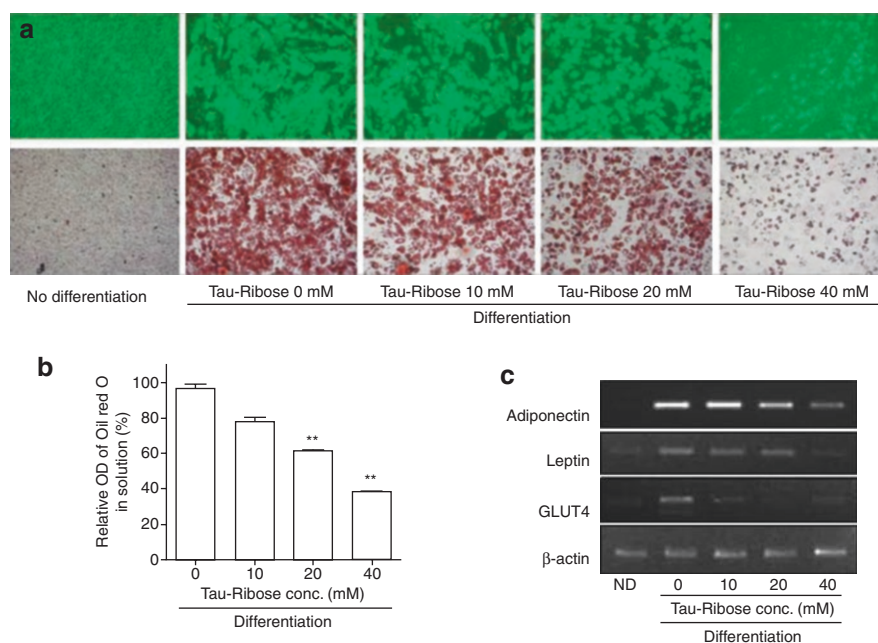 a
No differentiation
Tau-Ribose 0 mM
Tau-Ribose 10 mM
Tau-Ribose 20 mM
Tau-Ribose 40 mM
Differentiation
b
Relative OD of Oil red O
in solution (%)
100
80
60
40
20
0
**
**
0 10 20 40
Tau-Ribose conc. (mM)
Differentiation
c
Adiponectin
Leptin
GLUT4
β-actin
ND 0 10 20 40
Tau-Ribose conc. (mM)
Differentiation